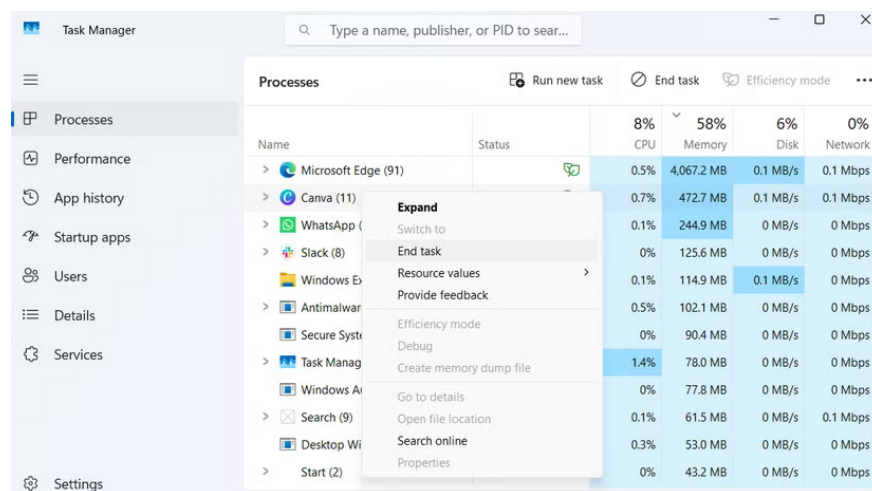 Task Manager
Type a name, publisher, or PID to sear...
Processes
Run new task
End task
Efficiency mode
Processes
Performance
App history
Startup apps
Users
Details
Services
Settings
8% 58% 6% 0%
Name Status CPU Memory Disk Network
Microsoft Edge (91) 0.5% 4,067.2 MB 0.1 MB/s 0.1 Mbps
Canva (11) 0.7% 472.7 MB 0.1 MB/s 0.1 Mbps
WhatsApp ( 0.1% 244.9 MB 0 MB/s 0 Mbps
Slack (8) 0% 125.6 MB 0 MB/s 0 Mbps
Windows Ex 0.1% 114.9 MB 0.1 MB/s 0 Mbps
Antimalwar 0.5% 102.1 MB 0 MB/s 0 Mbps
Secure Syste 0% 90.4 MB 0 MB/s 0 Mbps
Task Manag 1.4% 78.0 MB 0 MB/s 0 Mbps
Windows Au 0% 77.8 MB 0 MB/s 0 Mbps
Search (9) 0.1% 61.5 MB 0 MB/s 0.1 Mbps
Desktop Wi 0.3% 53.0 MB 0 MB/s 0 Mbps
Start (2) 0% 43.2 MB 0 MB/s 0 Mbps
Expand
Switch to
End task
Resource values
Provide feedback
Efficiency mode
Debug
Create memory dump file
Go to details
Open file location
Search online
Properties